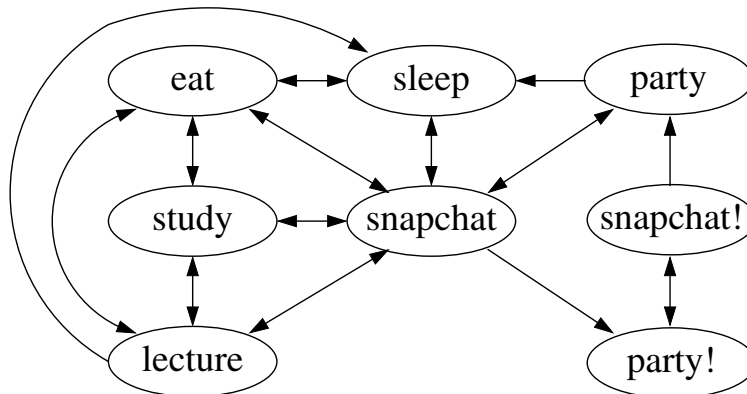 eat
sleep
party
study
snapchat
snapchat!
lecture
party!